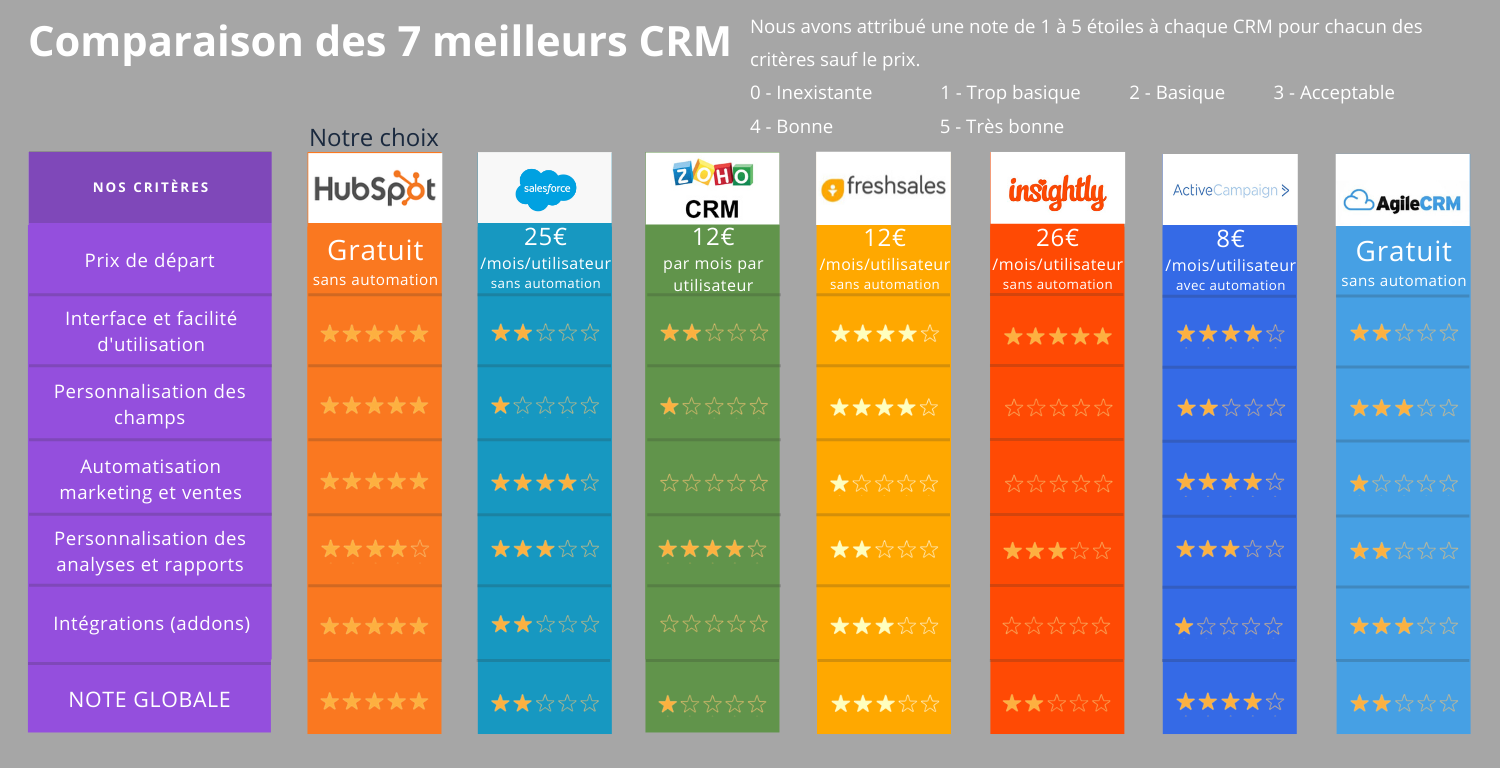 Comparaison des 7 meilleurs CRM
Nous avons attribué une note de 1 à 5 étoiles à chaque CRM pour chacun des
critères sauf le prix.
0 - Inexistante 1 - Trop basique 2 - Basique 3 - Acceptable
4 - Bonne 5 - Très bonne
Notre choix
NOS CRITÈRES
HubSpot
salesforce
ZOHO
CRM
freshsales
insightly
ActiveCampaign >
AgileCRM
Prix de départ
Gratuit
sans automation
25€
/mois/utilisateur
sans automation
12€
par mois par
utilisateur
12€
/mois/utilisateur
sans automation
26€
/mois/utilisateur
sans automation
8€
/mois/utilisateur
avec automation
Gratuit
sans automation
Interface et facilité
d'utilisation
Personnalisation des
champs
Automatisation
marketing et ventes
Personnalisation des
analyses et rapports
Intégrations (addons)
NOTE GLOBALE